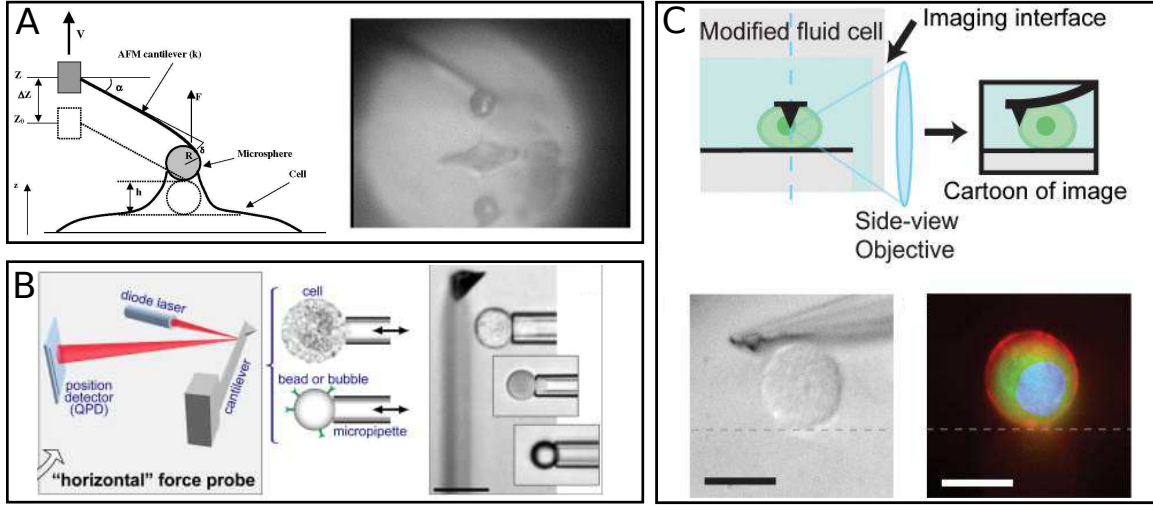 A
V
AFM cantilever (k)
Z
α
ΔZ
F
Z₀
δ
R
Microsphere
z
h
Cell
B
diode laser
cell
position
detector
(QPD)
cantilever
bead or bubble
micropipette
"horizontal" force probe
C
Imaging interface
Modified fluid cell
Cartoon of image
Side-view
Objective